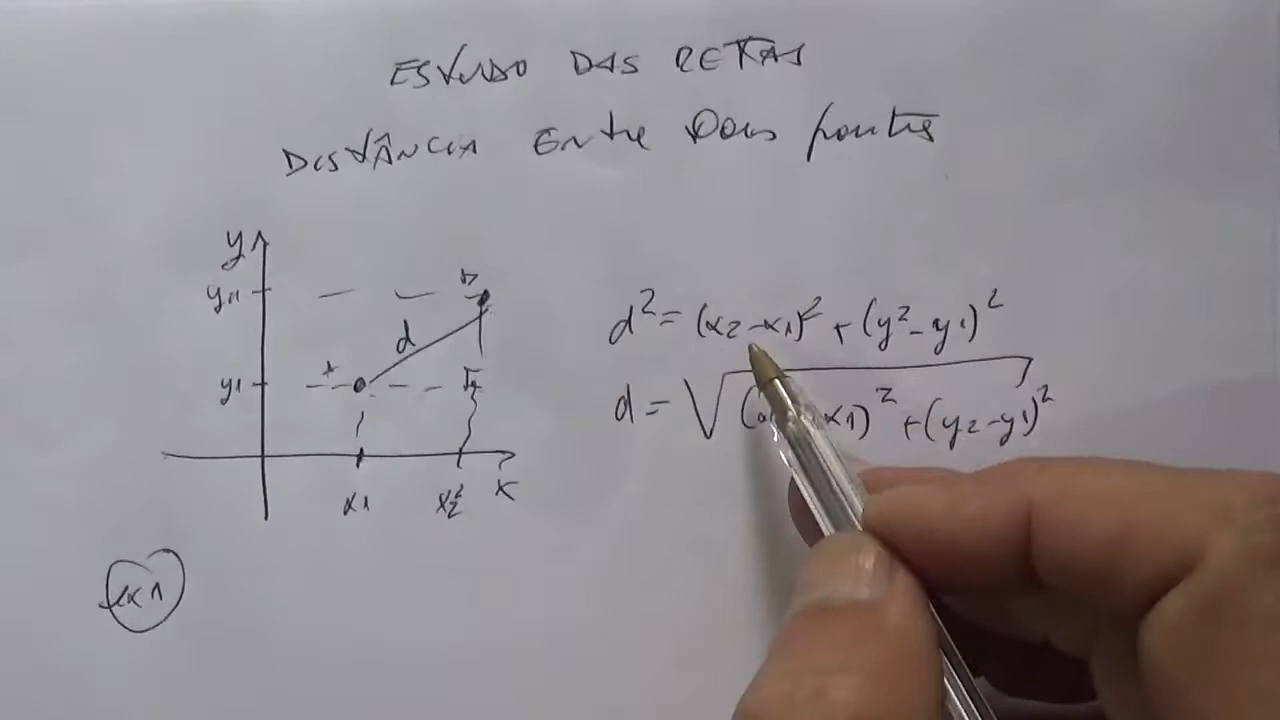 ESTUDO DAS RETAS
DISTÂNCIA Entre Dois pontos
y
y11
d
y1
x1
x2
x
d² = (x2-x1)² + (y²-y1)²
d = √(x1)² + (y2-y1)²
ex1